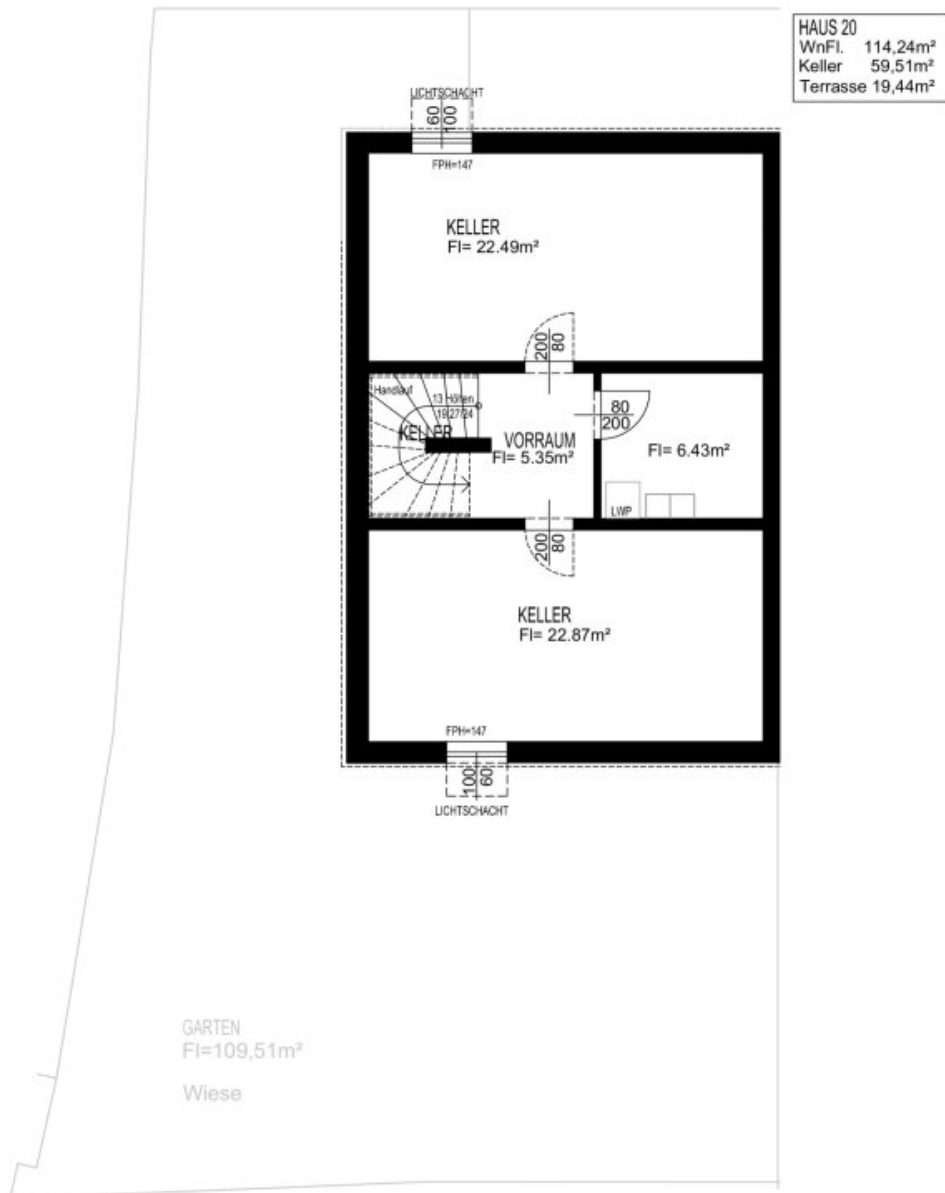 HAUS 20
WnFl. 114,24m²
Keller 59,51m²
Terrasse 19,44m²
LICHTSCHACHT
60
100
FPH=147
KELLER
Fl= 22.49m²
200
80
Handlauf
13 Höhen
19/27/24
KELLER
VORRAUM
Fl= 5.35m²
80
200
Fl= 6.43m²
LWP
200
80
KELLER
Fl= 22.87m²
FPH=147
100
60
LICHTSCHACHT
GARTEN
Fl=109,51m²
Wiese